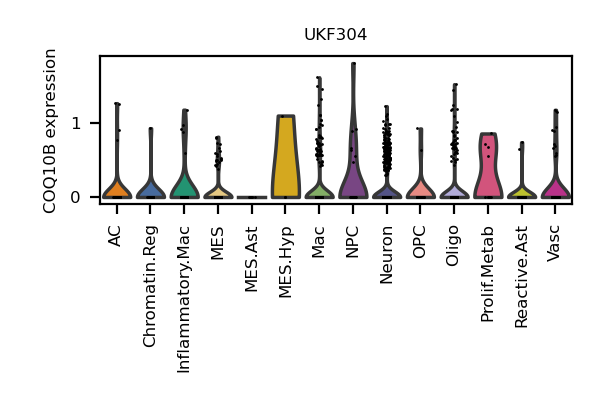 UKF304
COQ10B expression
1
0
AC
Chromatin.Reg
Inflammatory.Mac
MES
MES.Ast
MES.Hyp
Mac
NPC
Neuron
OPC
Oligo
Prolif.Metab
Reactive.Ast
Vasc